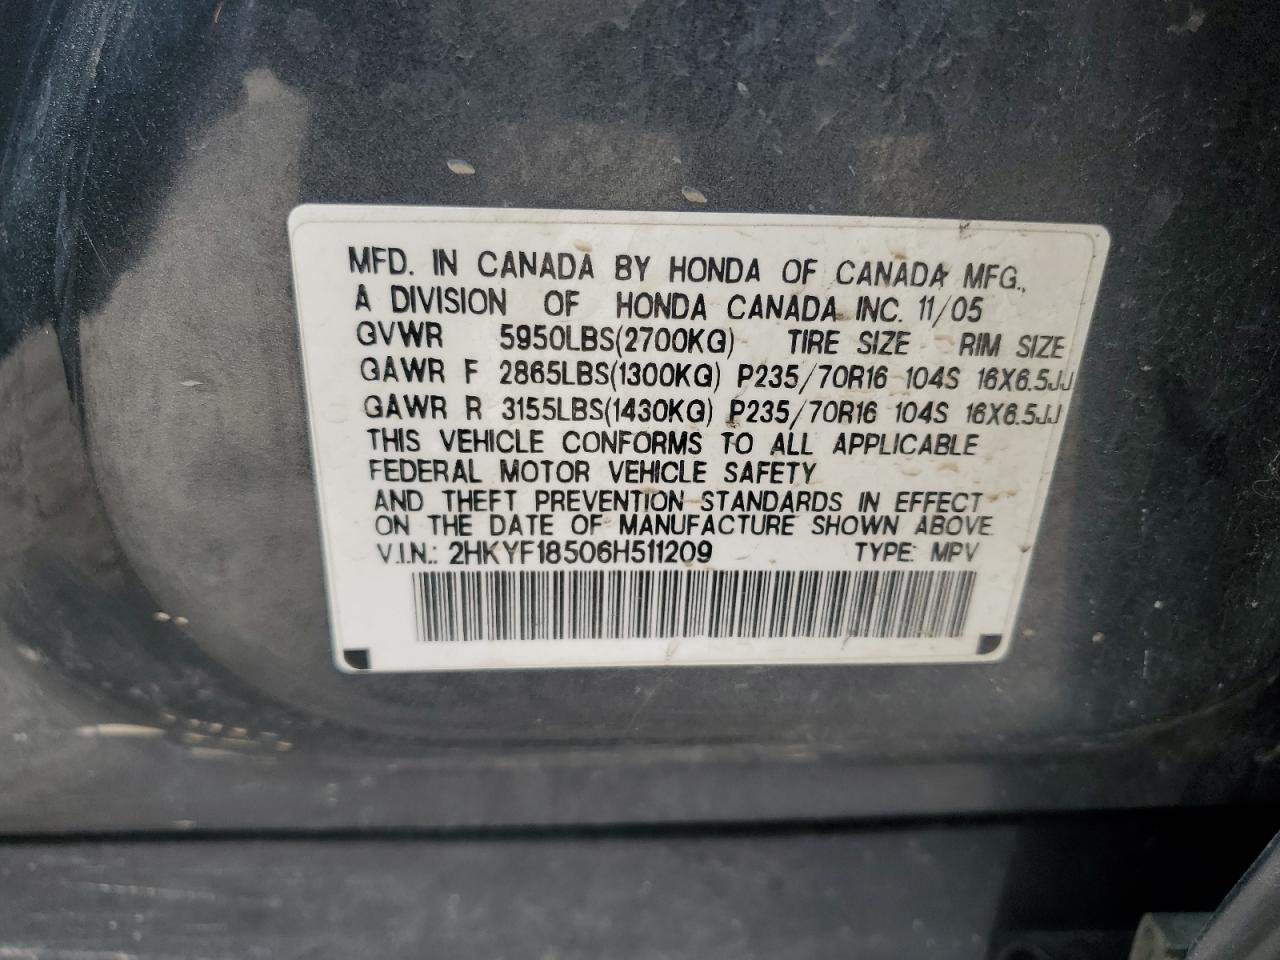 MFD. IN CANADA BY HONDA OF CANADA MFG.,
A DIVISION OF HONDA CANADA INC. 11/05
GVWR 5950LBS(2700KG) TIRE SIZE RIM SIZE
GAWR F 2865LBS(1300KG) P235/70R16 104S 16X6.5JJ
GAWR R 3155LBS(1430KG) P235/70R16 104S 16X6.5JJ
THIS VEHICLE CONFORMS TO ALL APPLICABLE
FEDERAL MOTOR VEHICLE SAFETY
AND THEFT PREVENTION STANDARDS IN EFFECT
ON THE DATE OF MANUFACTURE SHOWN ABOVE.
V.I.N.: 2HKYF18506H511209 TYPE: MPV